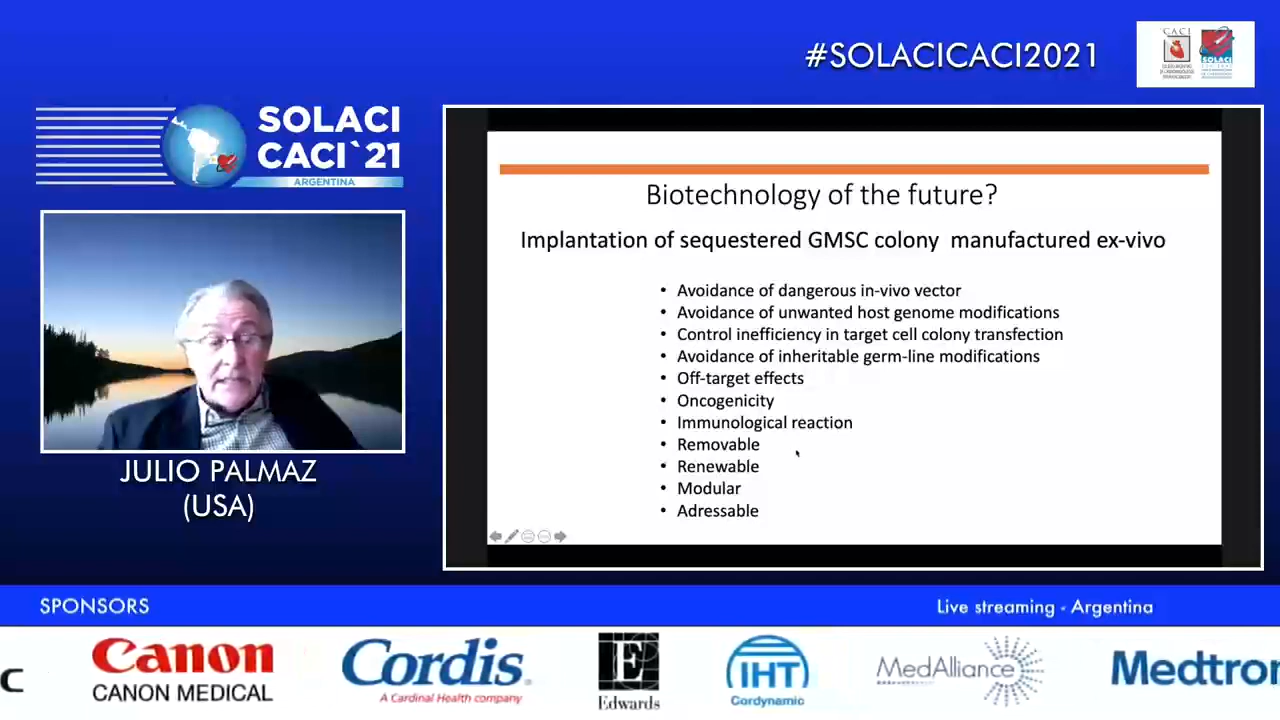 #SOLACICACI2021
CACI
SOLACI
SOLACI
CACI`21
ARGENTINA
JULIO PALMAZ
(USA)
Biotechnology of the future?
Implantation of sequestered GMSC colony manufactured ex-vivo
• Avoidance of dangerous in-vivo vector
• Avoidance of unwanted host genome modifications
• Control inefficiency in target cell colony transfection
• Avoidance of inheritable germ-line modifications
• Off-target effects
• Oncogenicity
• Immunological reaction
• Removable
• Renewable
• Modular
• Adressable
SPONSORS
Live streaming - Argentina
C
Canon
CANON MEDICAL
Cordis
A Cardinal Health company
E
Edwards
IHT
Cordynamic
MedAlliance
Medtron